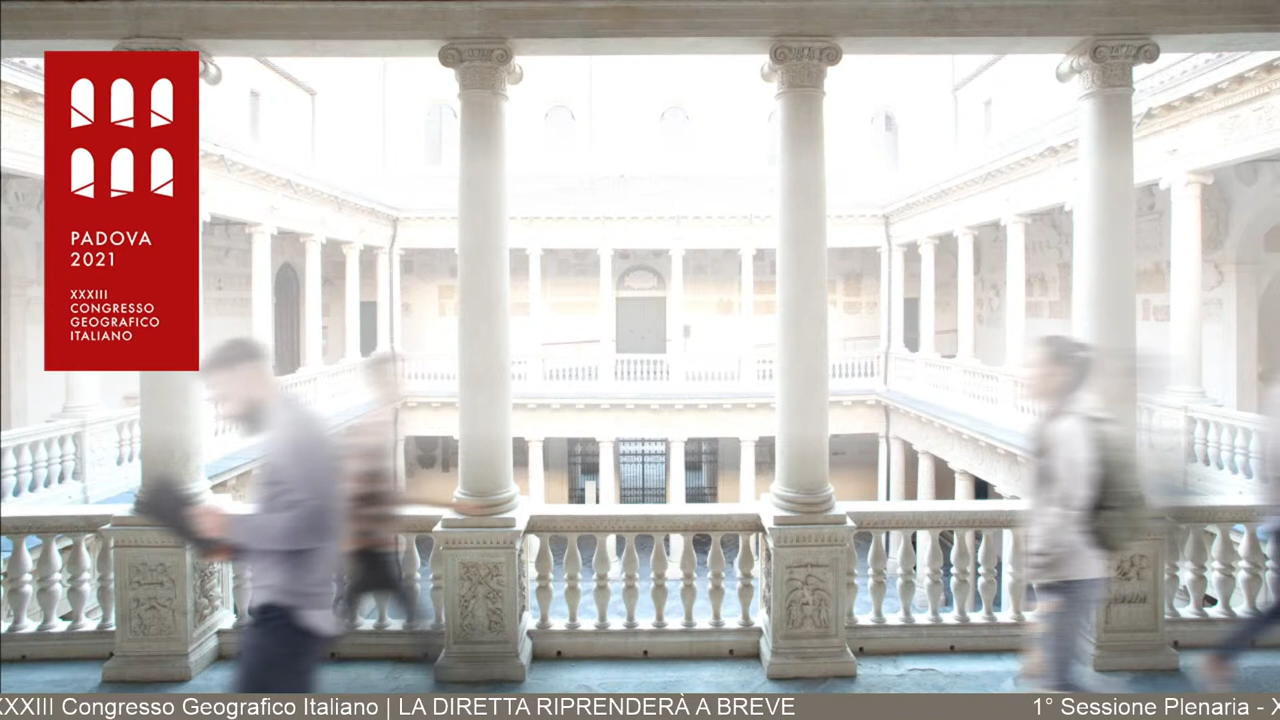 PADOVA
2021
XXXIII
CONGRESSO
GEOGRAFICO
ITALIANO
XXXIII Congresso Geografico Italiano | LA DIRETTA RIPRENDERÀ A BREVE
1° Sessione Plenaria - X